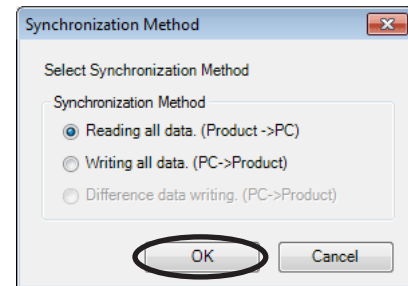 Synchronization Method
Select Synchronization Method
Synchronization Method
Reading all data. (Product ->PC)
Writing all data. (PC->Product)
Difference data writing. (PC->Product)
OK Cancel